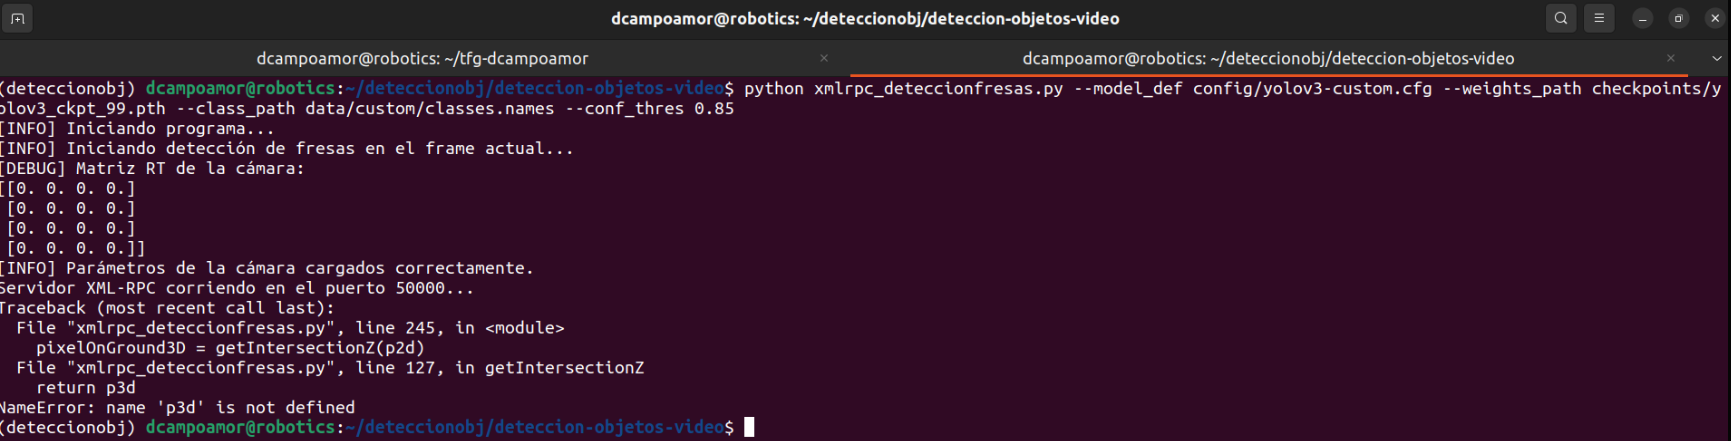 dcampoamor@robotics: ~/deteccionobj/deteccion-objetos-video
dcampoamor@robotics: ~/tfg-dcampoamor
dcampoamor@robotics: ~/deteccionobj/deteccion-objetos-video
(deteccionobj) dcampoamor@robotics:~/deteccionobj/deteccion-objetos-video$ python xmlrpc_deteccionfresas.py --model_def config/yolov3-custom.cfg --weights_path checkpoints/y
olov3_ckpt_99.pth --class_path data/custom/classes.names --conf_thres 0.85
[INFO] Iniciando programa...
[INFO] Iniciando detección de fresas en el frame actual...
[DEBUG] Matriz RT de la cámara:
[[0. 0. 0. 0.]
[0. 0. 0. 0.]
[0. 0. 0. 0.]
[0. 0. 0. 0.]]
[INFO] Parámetros de la cámara cargados correctamente.
Servidor XML-RPC corriendo en el puerto 50000...
Traceback (most recent call last):
File "xmlrpc_deteccionfresas.py", line 245, in <module>
pixelOnGround3D = getIntersectionZ(p2d)
File "xmlrpc_deteccionfresas.py", line 127, in getIntersectionZ
return p3d
NameError: name 'p3d' is not defined
(deteccionobj) dcampoamor@robotics:~/deteccionobj/deteccion-objetos-video$